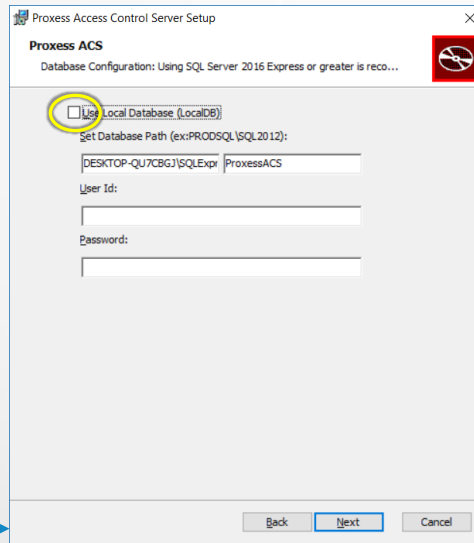 Proxess Access Control Server Setup
Proxess ACS
Database Configuration: Using SQL Server 2016 Express or greater is reco...
Use Local Database (LocalDB)
Set Database Path (ex:PRODSQL\SQL2012):
DESKTOP-QU7CBGJ\SQLExpr ProxessACS
User Id:
Password:
Back Next Cancel